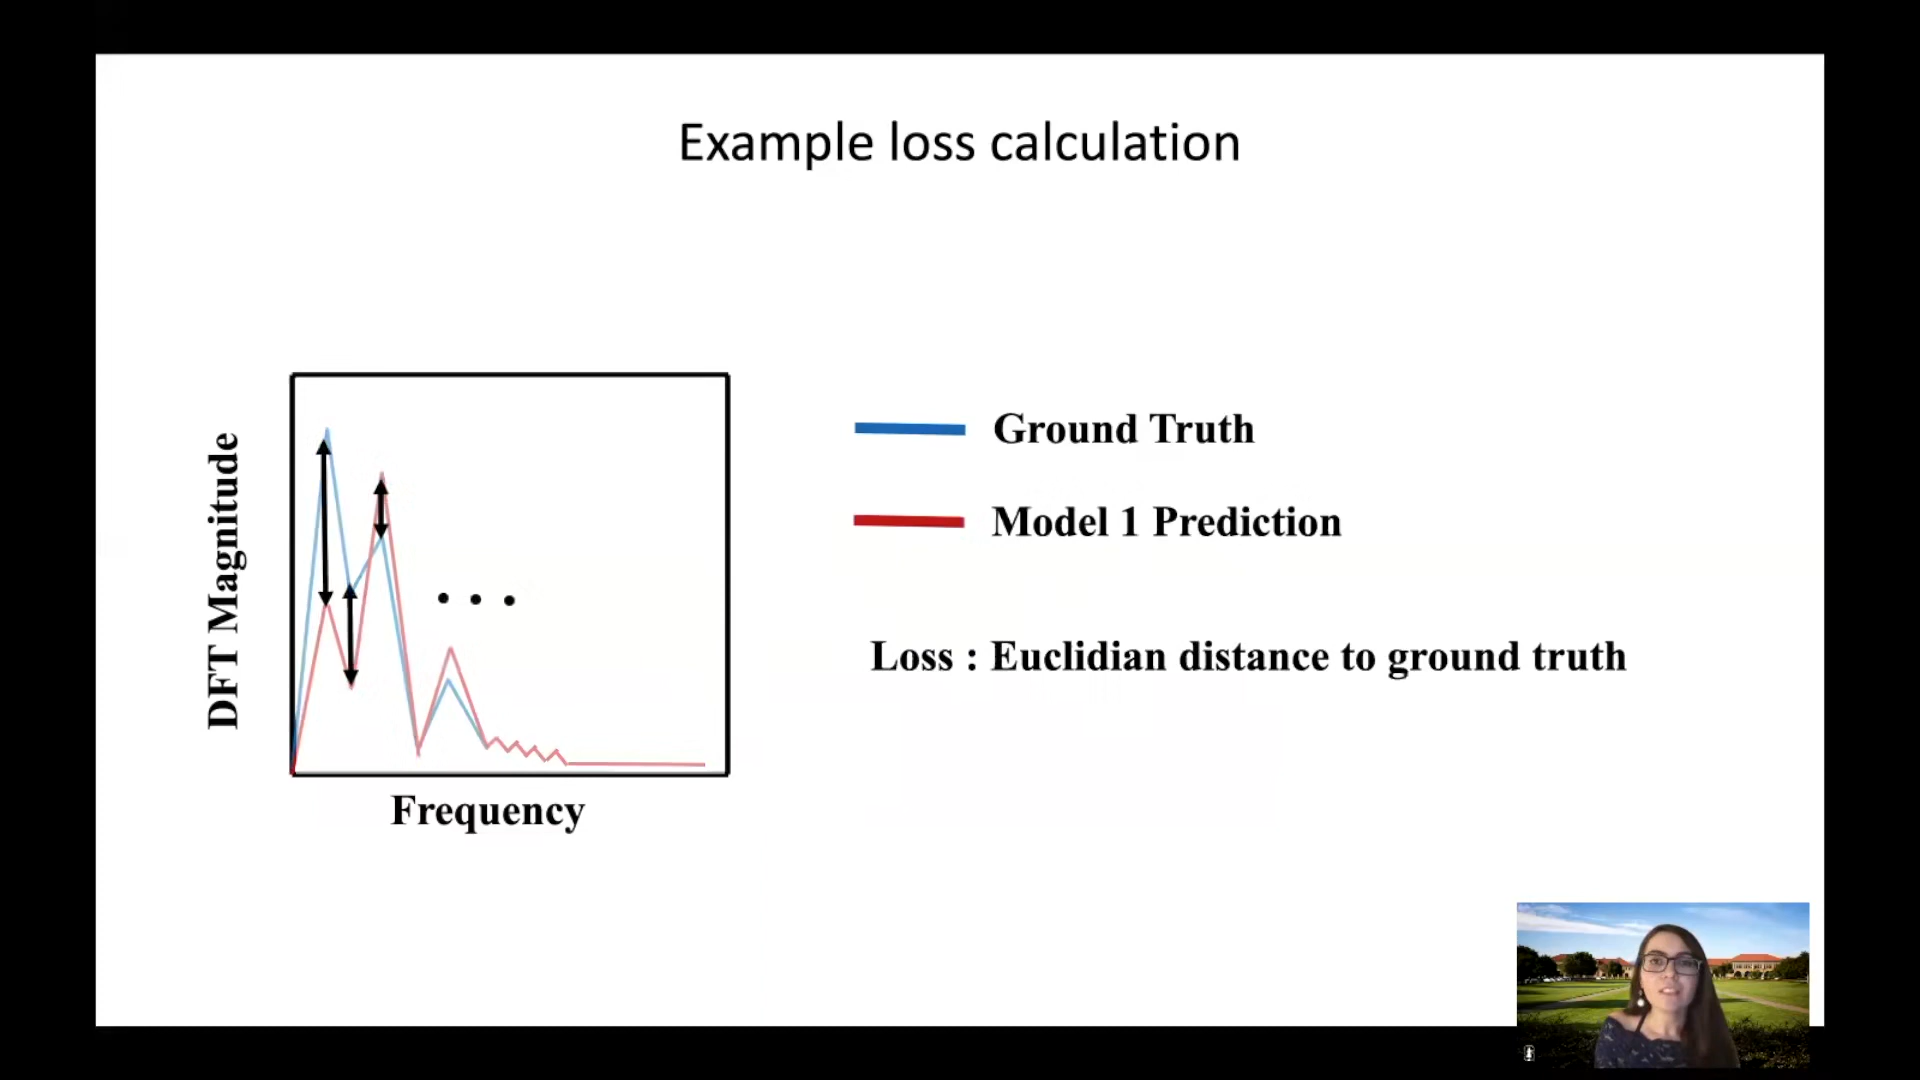 Example loss calculation
DFT Magnitude
Frequency
Ground Truth
Model 1 Prediction
Loss : Euclidian distance to ground truth